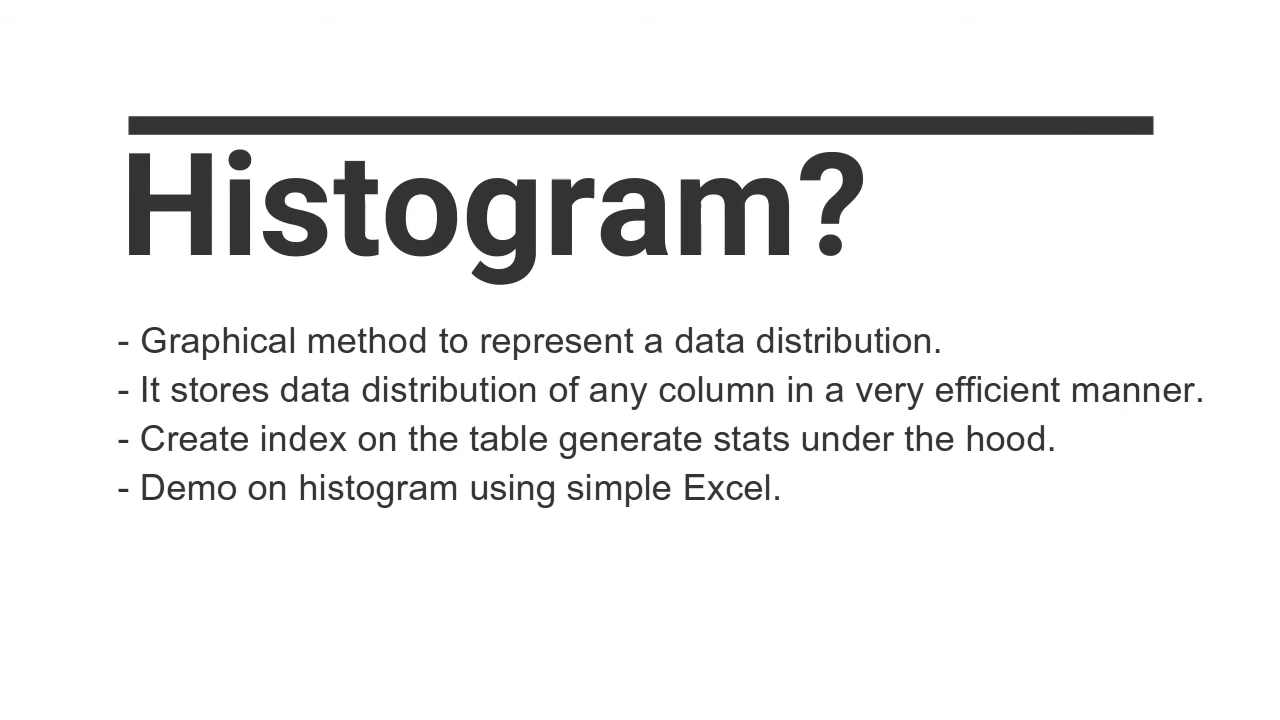 Histogram?
- Graphical method to represent a data distribution.
- It stores data distribution of any column in a very efficient manner.
- Create index on the table generate stats under the hood.
- Demo on histogram using simple Excel.